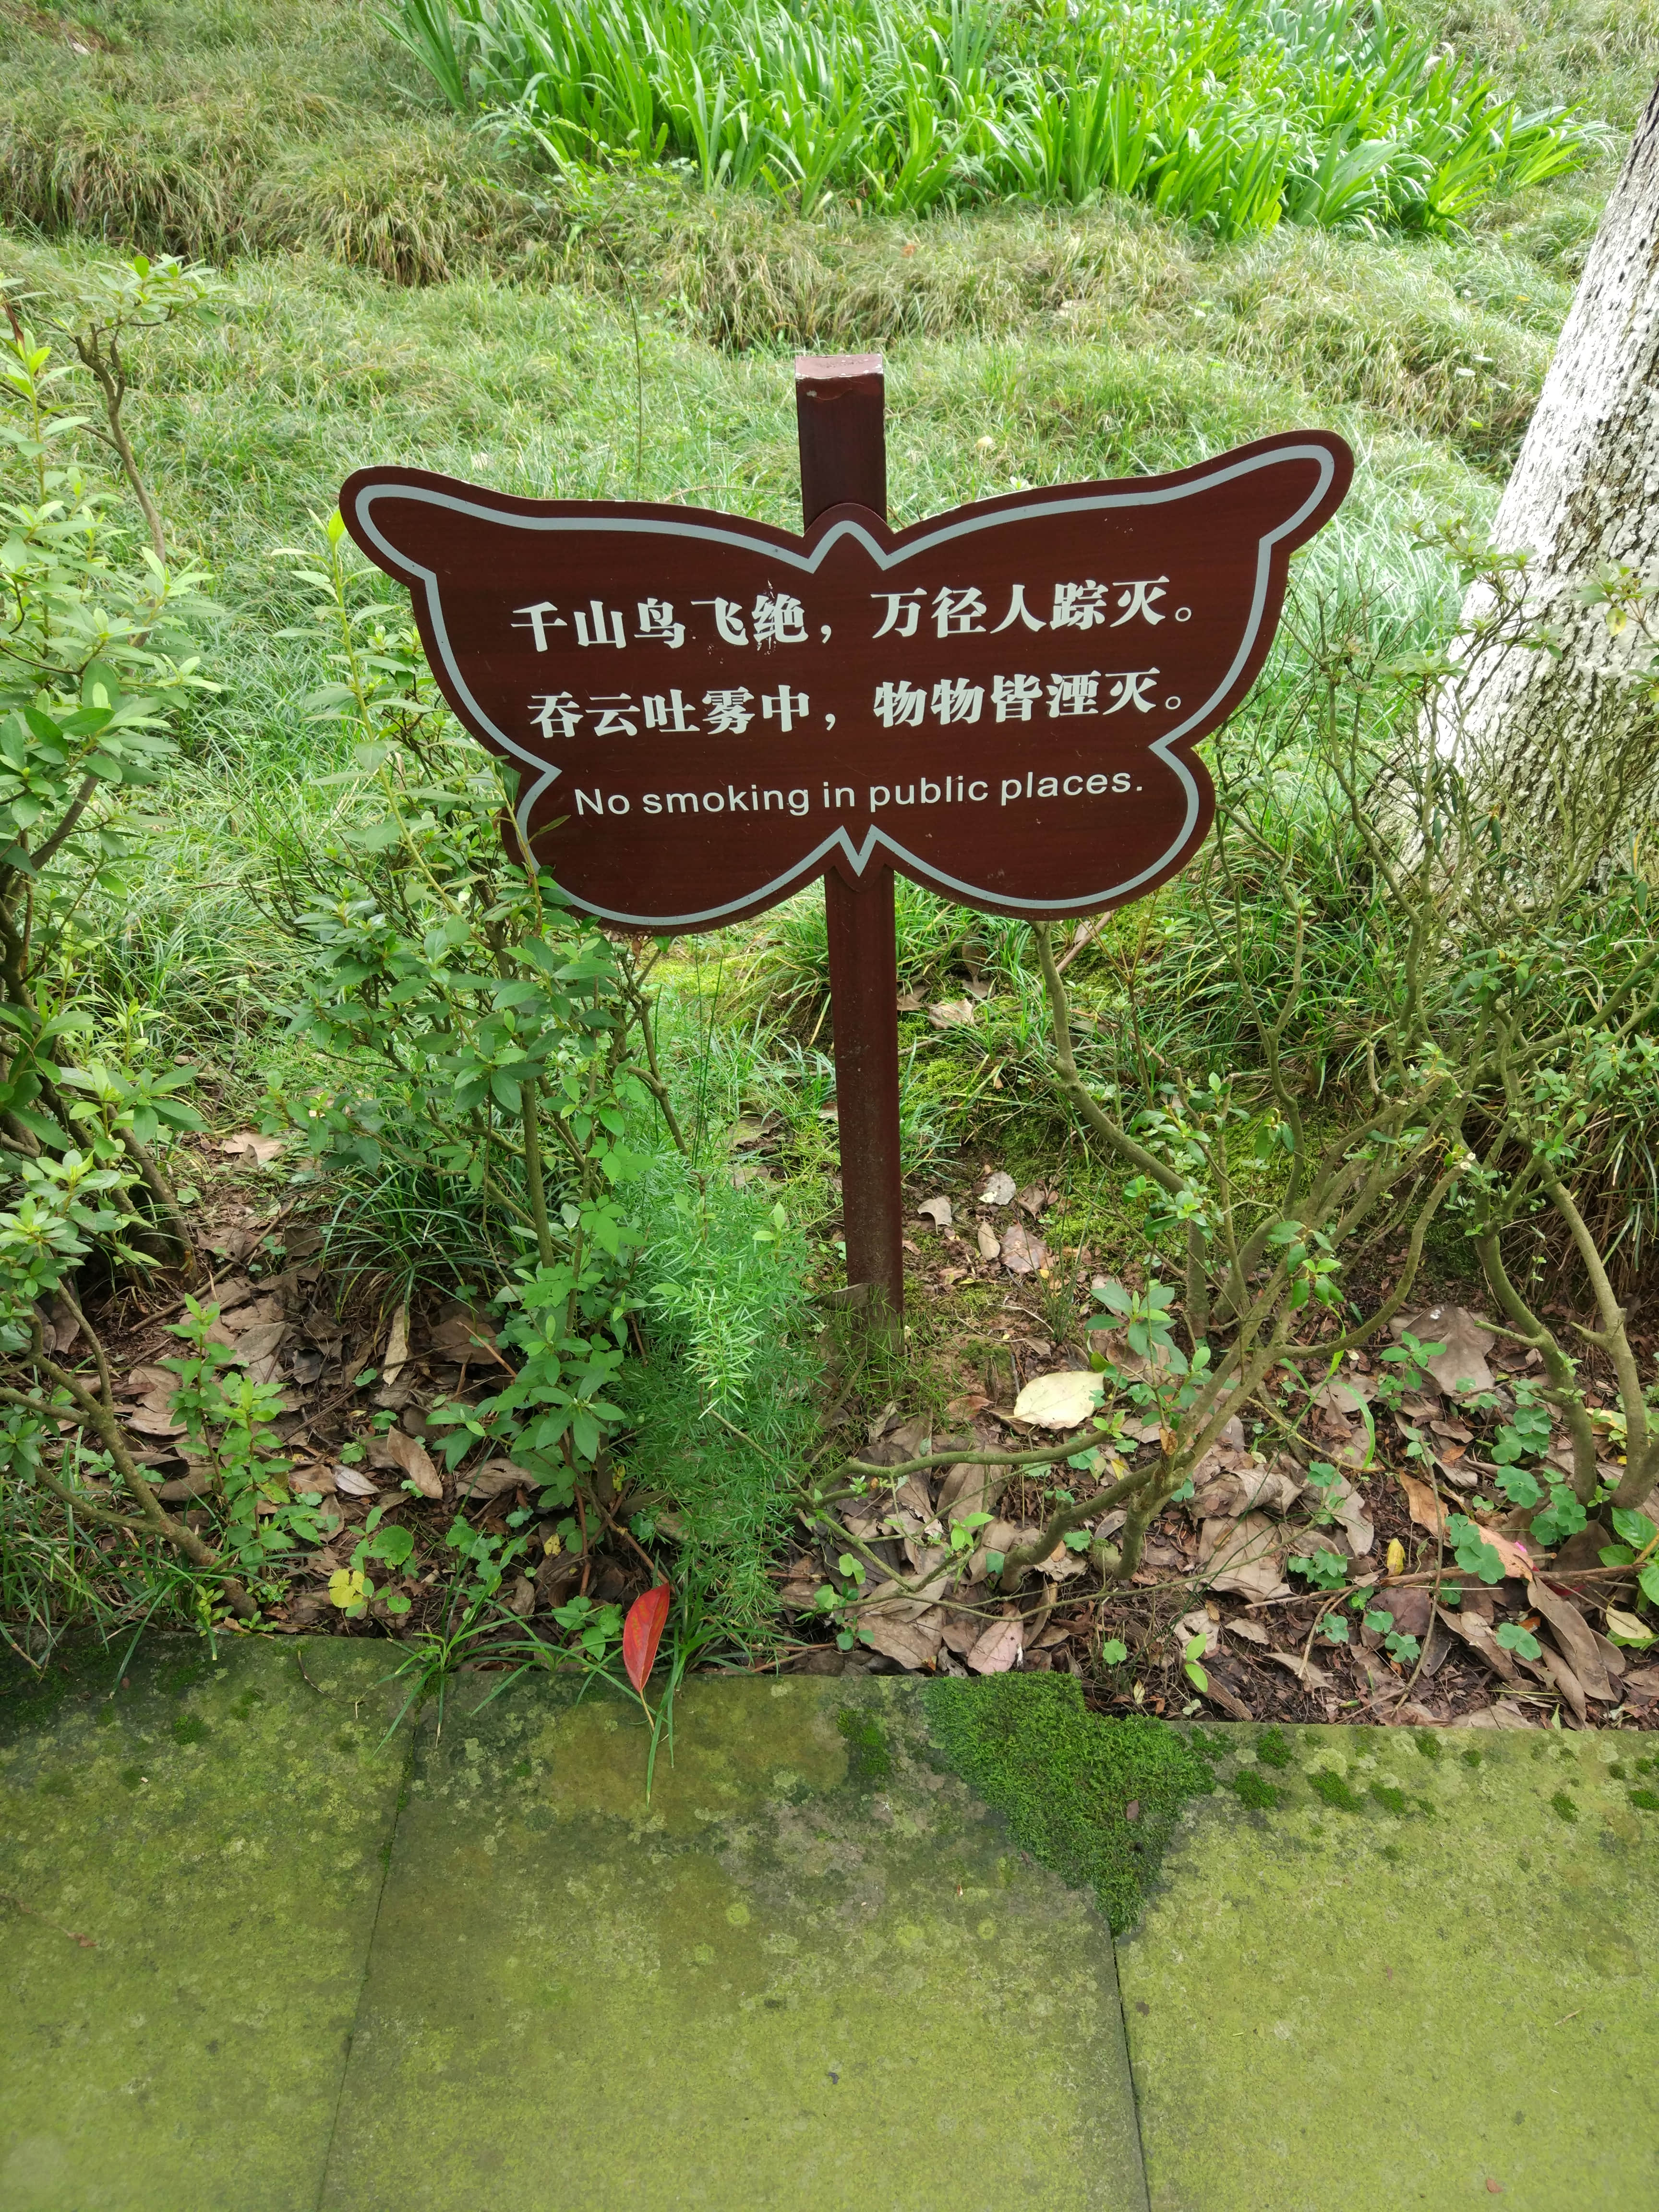 千山鸟飞绝，万径人踪灭。
吞云吐雾中，物物皆湮灭。
No smoking in public places.